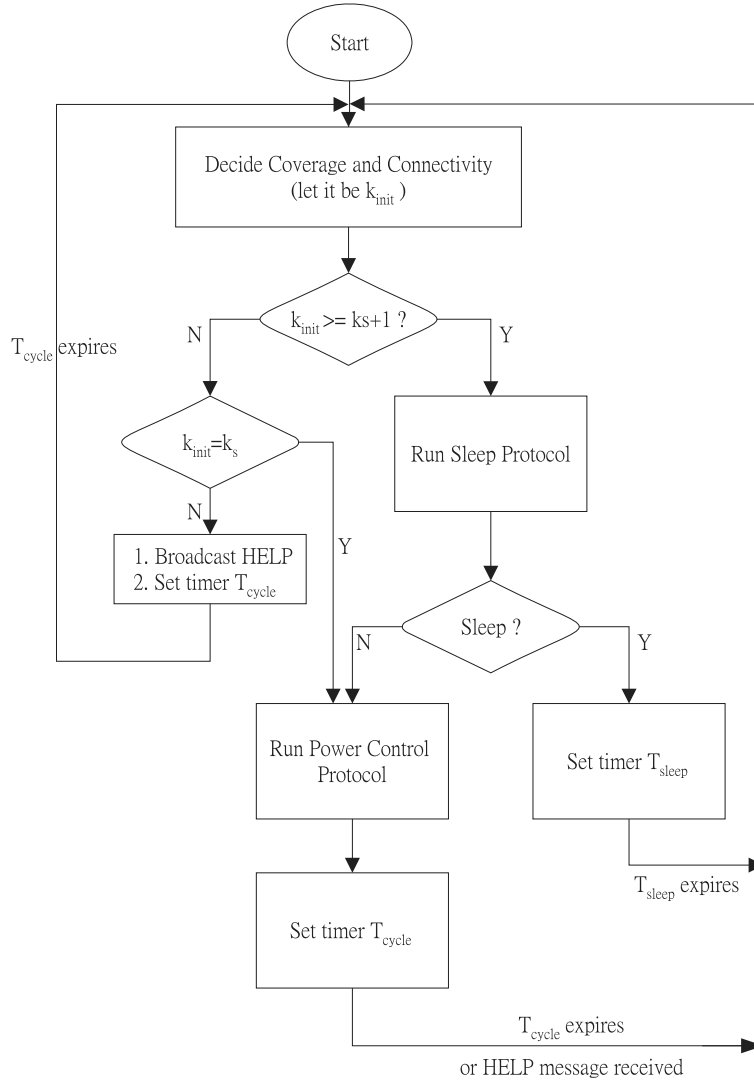 Start
Decide Coverage and Connectivity
(let it be k_init )
k_init >= ks+1 ?
N
Y
T_cycle expires
k_init=k_s
Run Sleep Protocol
N
1. Broadcast HELP
2. Set timer T_cycle
Y
Sleep ?
N
Y
Run Power Control
Protocol
Set timer T_sleep
T_sleep expires
Set timer T_cycle
T_cycle expires
or HELP message received